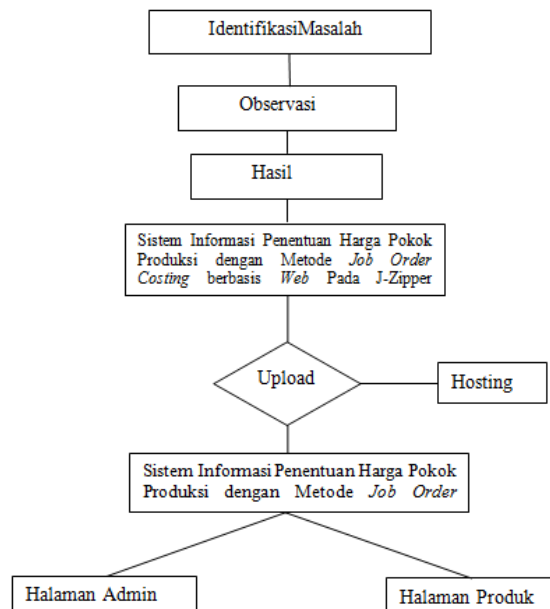 IdentifikasiMasalah
Observasi
Hasil
Sistem Informasi Penentuan Harga Pokok
Produksi dengan Metode Job Order
Costing berbasis Web Pada J-Zipper
Upload
Hosting
Sistem Informasi Penentuan Harga Pokok
Produksi dengan Metode Job Order
Halaman Admin
Halaman Produk